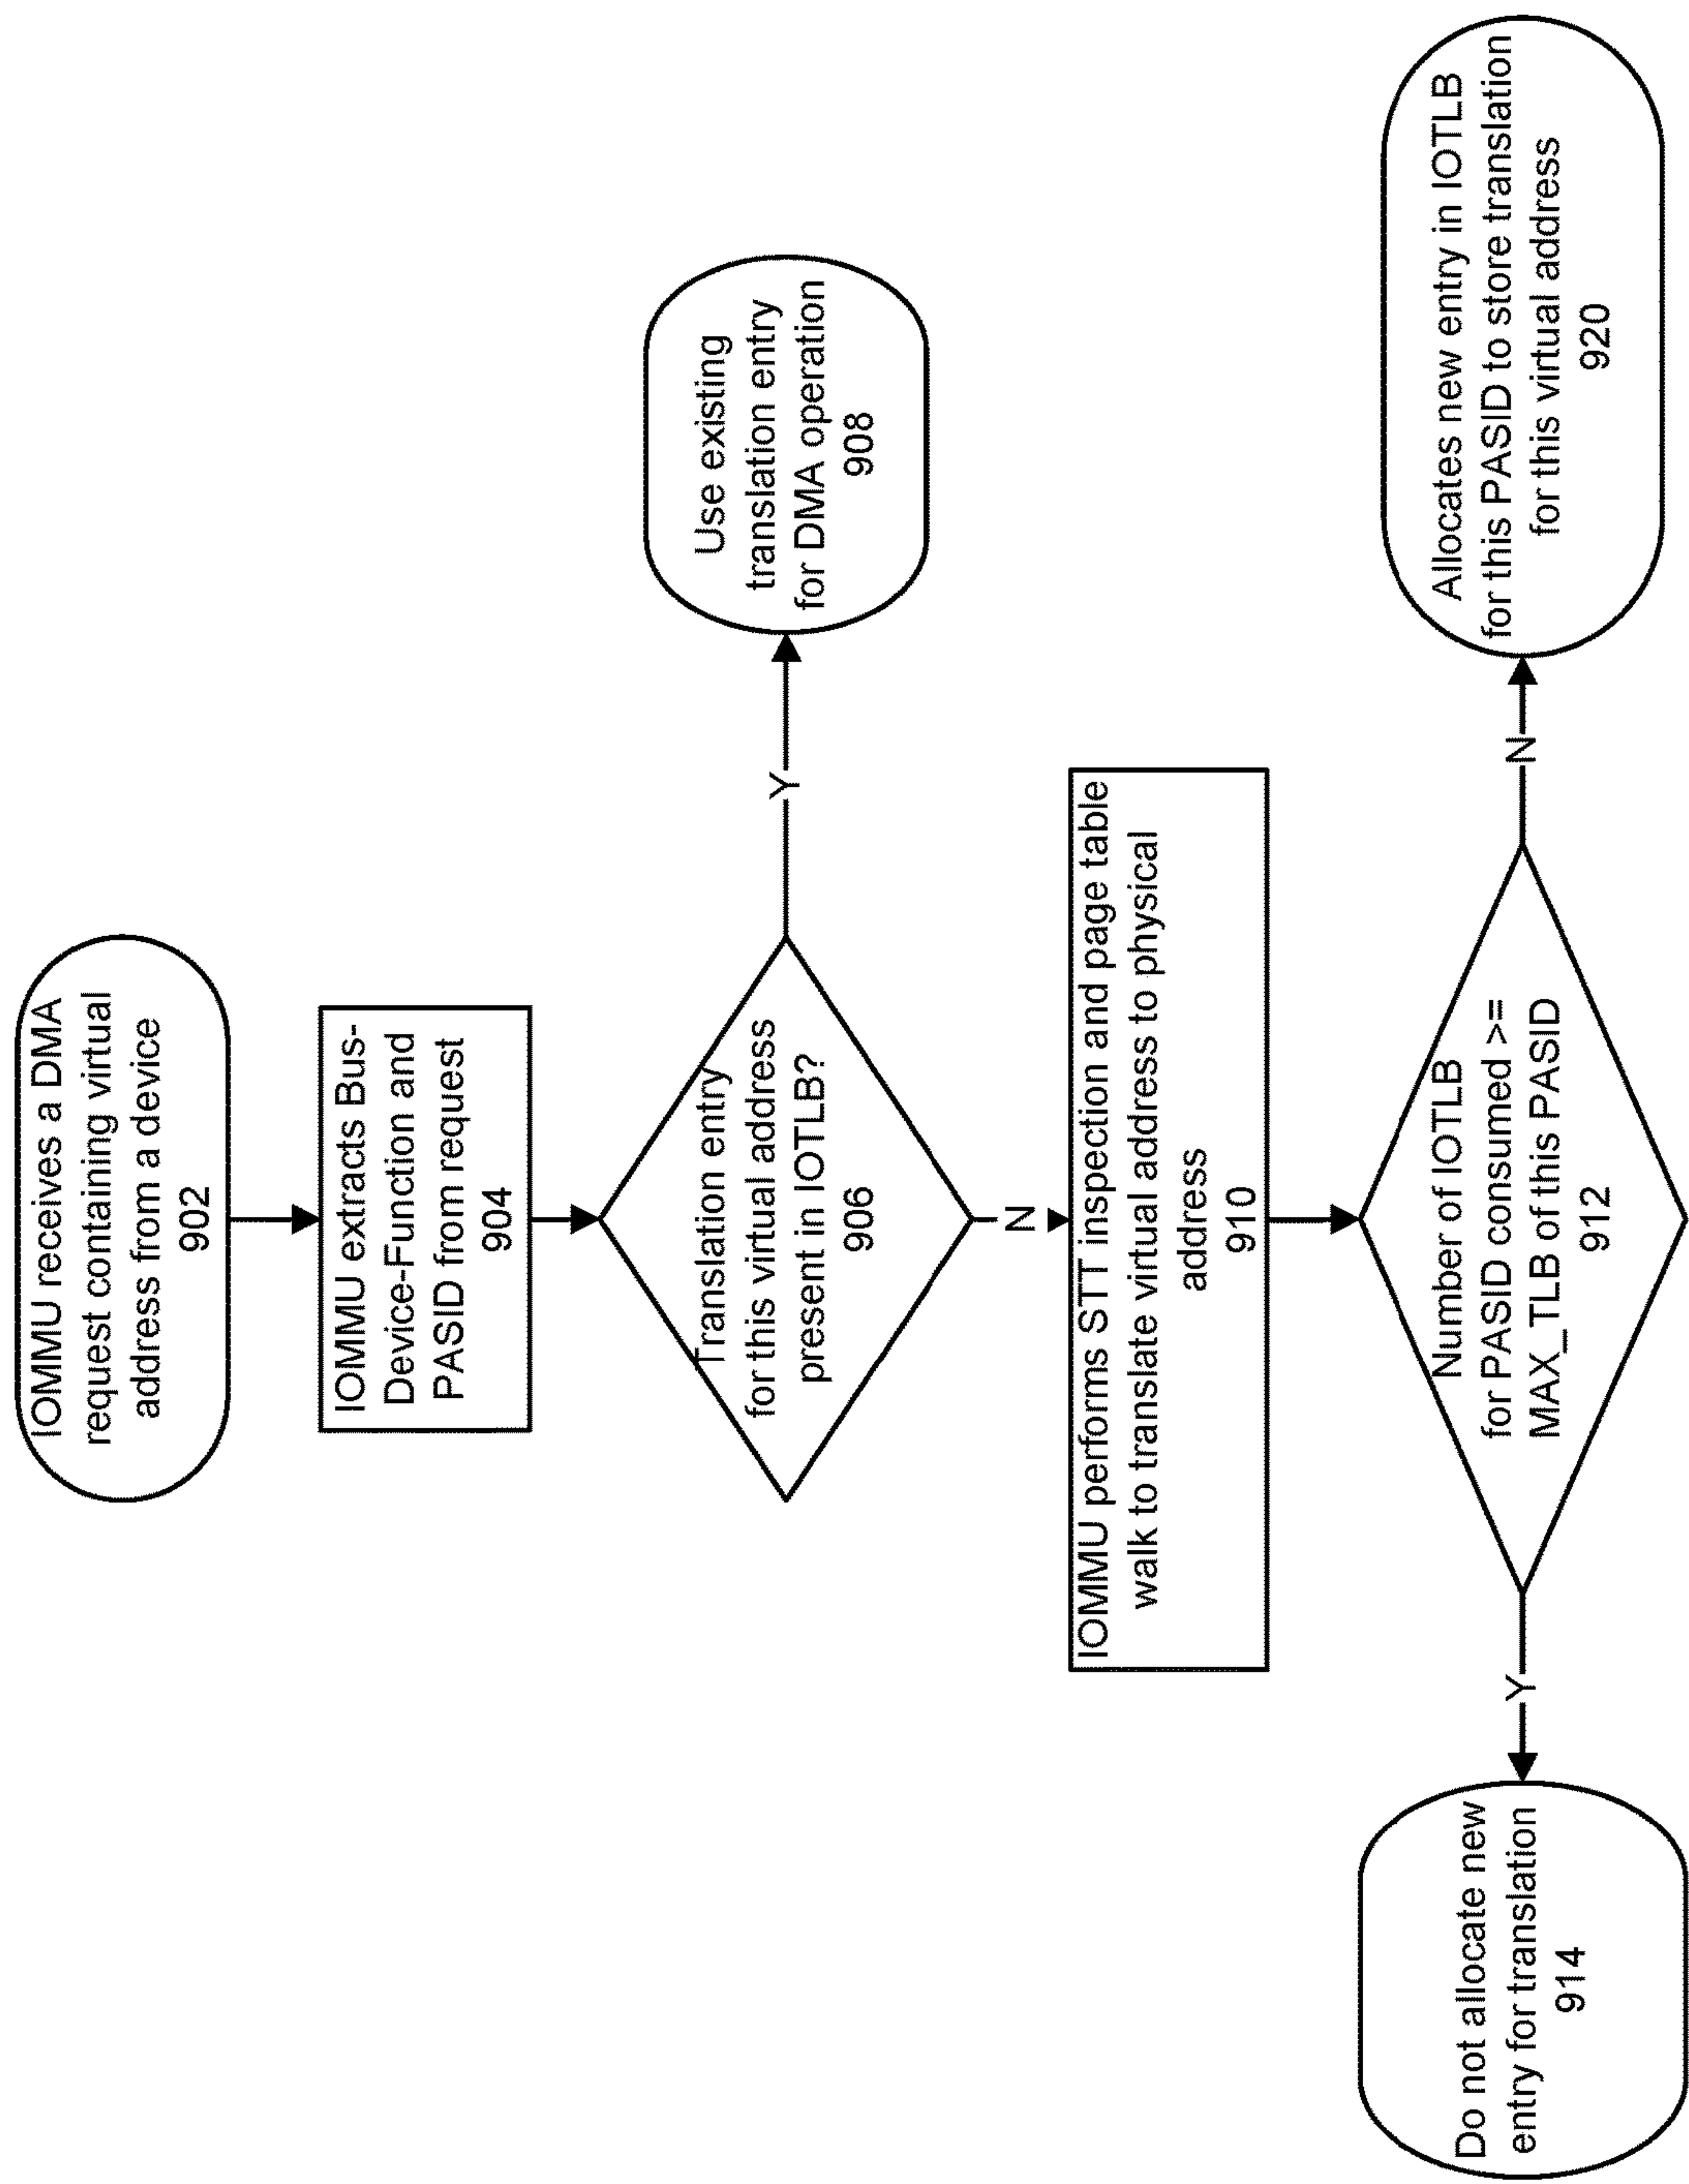 IOMMU receives a DMA
request containing virtual
address from a device
902
IOMMU extracts Bus-
Device-Function and
PASID from request
904
Translation entry
for this virtual address
present in IOTLB?
906
Y
Use existing
translation entry
for DMA operation
908
N
IOMMU performs STT inspection and page table
walk to translate virtual address to physical
address
910
Number of IOTLB
for PASID consumed >=
MAX_TLB of this PASID
912
Y
Do not allocate new
entry for translation
914
N
Allocates new entry in IOTLB
for this PASID to store translation
for this virtual address
920